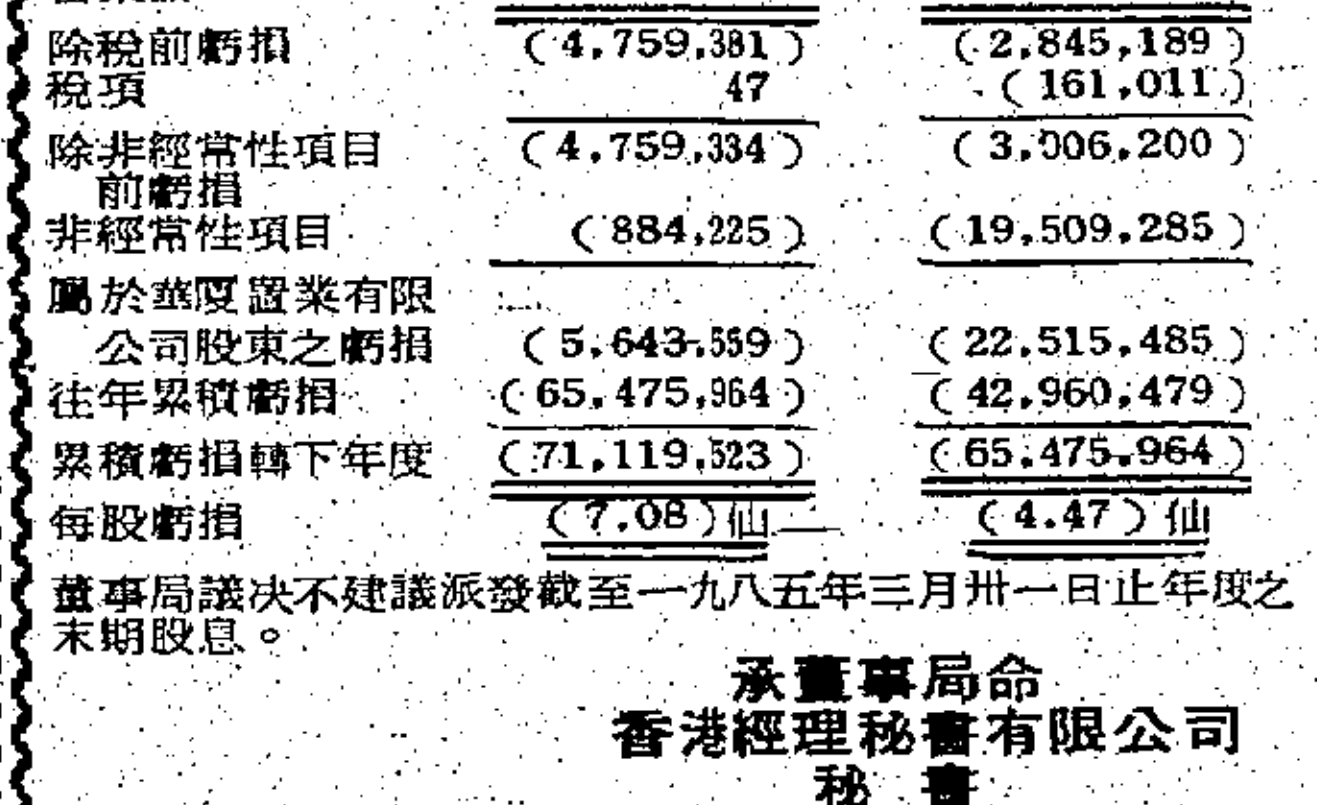 除稅前虧損 (4,759,381) (2,845,189)
稅項 47 (161,011)
除非經常性項目 (4,759,334) (3,006,200)
前虧損
非經常性項目 (884,225) (19,509,285)
屬於華厦置業有限
公司股東之虧損 (5,643,559) (22,515,485)
往年累積虧損 (65,475,964) (42,960,479)
累積虧損轉下年度 (71,119,523) (65,475,964)
每股虧損 (7.08)仙 (4.47)仙
董事局議决不建議派發截至一九八五年三月卅一日止年度之
末期股息。
承董事局命
香港經理秘書有限公司
秘書